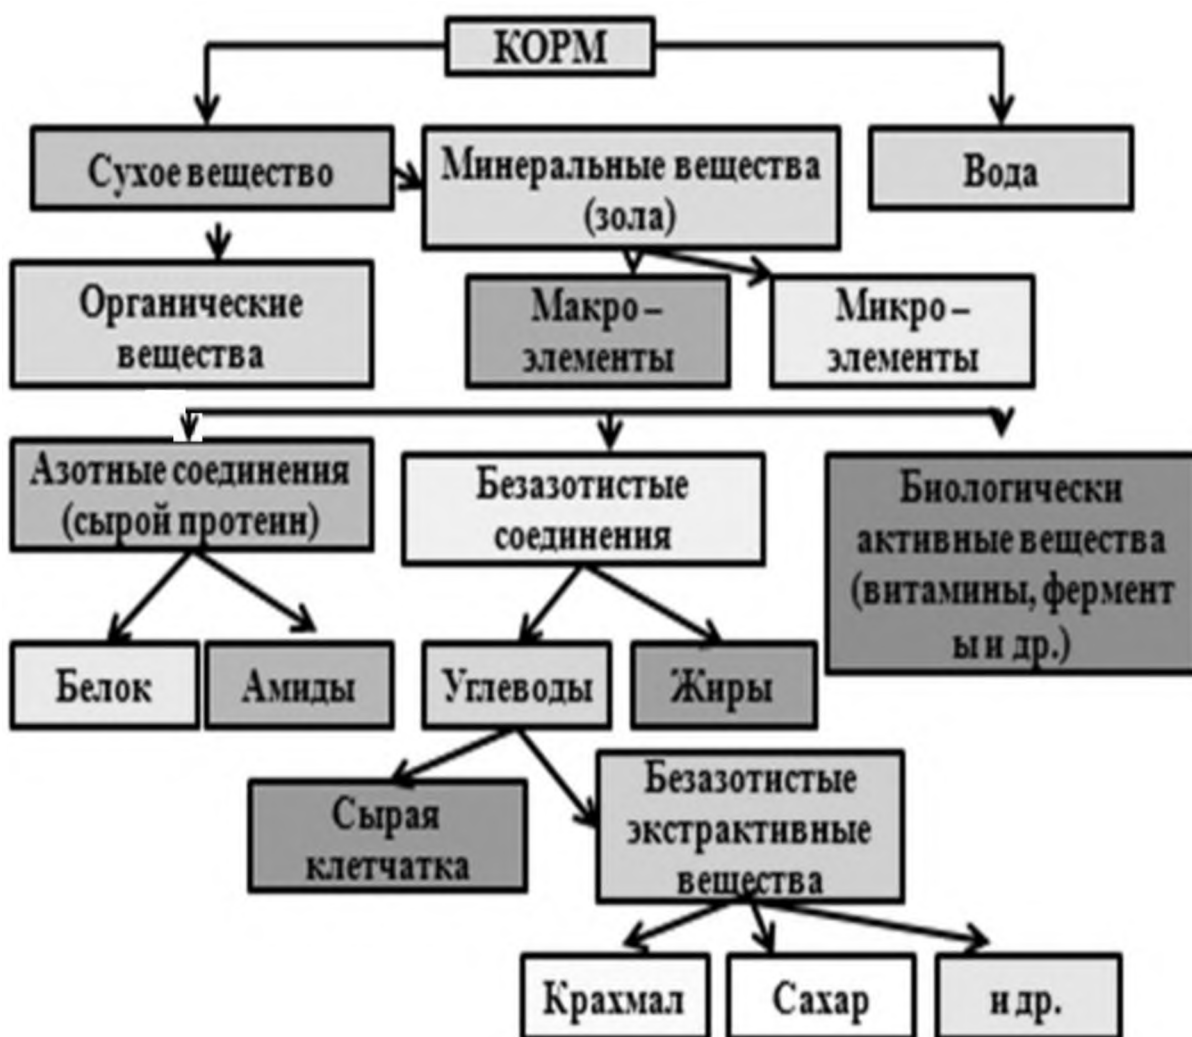 КОРМ
Сухое вещество
Минеральные вещества
(зола)
Вода
Органические
вещества
Макро –
элементы
Микро –
элементы
Азотные соединения
(сырой протеин)
Безазотистые
соединения
Биологически
активные вещества
(витамины, фермент
ы и др.)
Белок
Амиды
Углеводы
Жиры
Сырая
клетчатка
Безазотистые
экстрактивные
вещества
Крахмал
Сахар
и др.